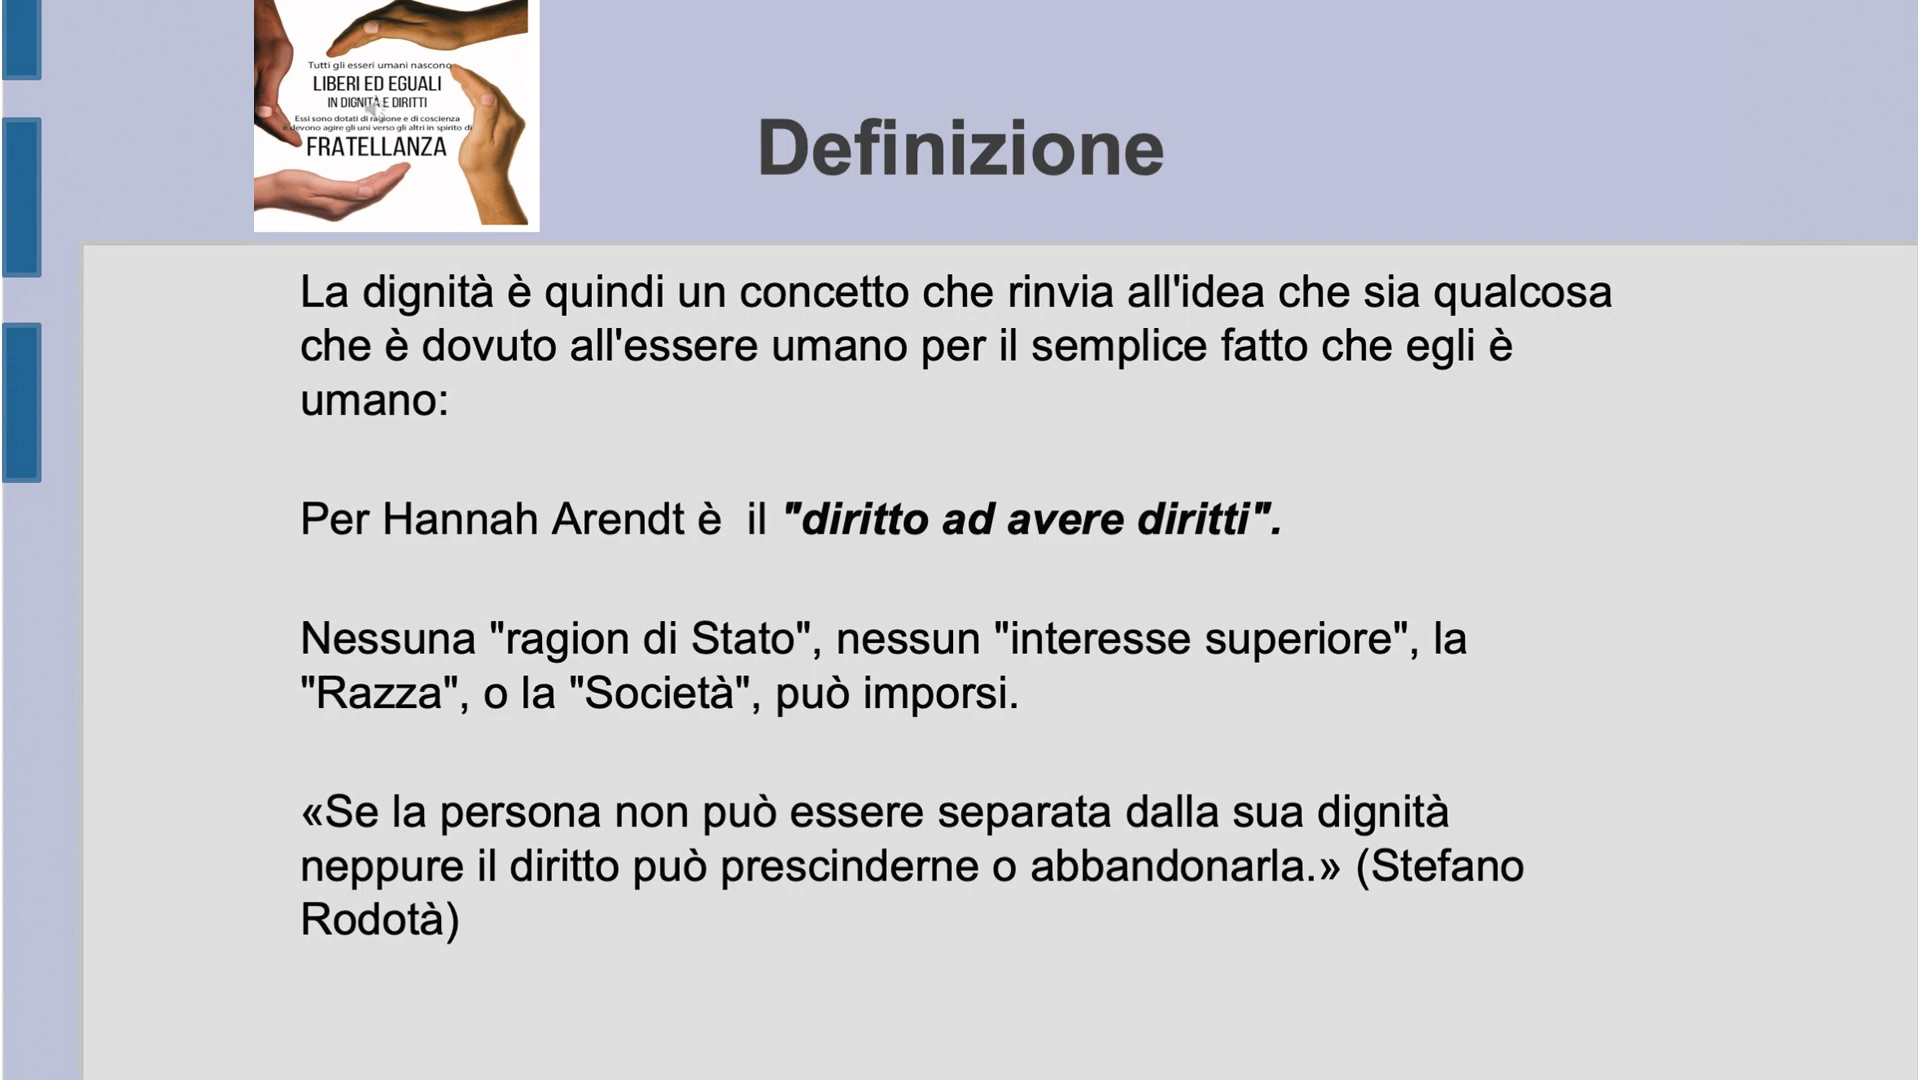 Tutti gli esseri umani nascono
LIBERI ED EGUALI
IN DIGNITÀ E DIRITTI
Essi sono dotati di ragione e di coscienza
e devono agire gli uni verso gli altri in spirito di
FRATELLANZA
Definizione
La dignità è quindi un concetto che rinvia all'idea che sia qualcosa
che è dovuto all'essere umano per il semplice fatto che egli è
umano:
Per Hannah Arendt è  il "diritto ad avere diritti".
Nessuna "ragion di Stato", nessun "interesse superiore", la
"Razza", o la "Società", può imporsi.
«Se la persona non può essere separata dalla sua dignità
neppure il diritto può prescinderne o abbandonarla.» (Stefano
Rodotà)